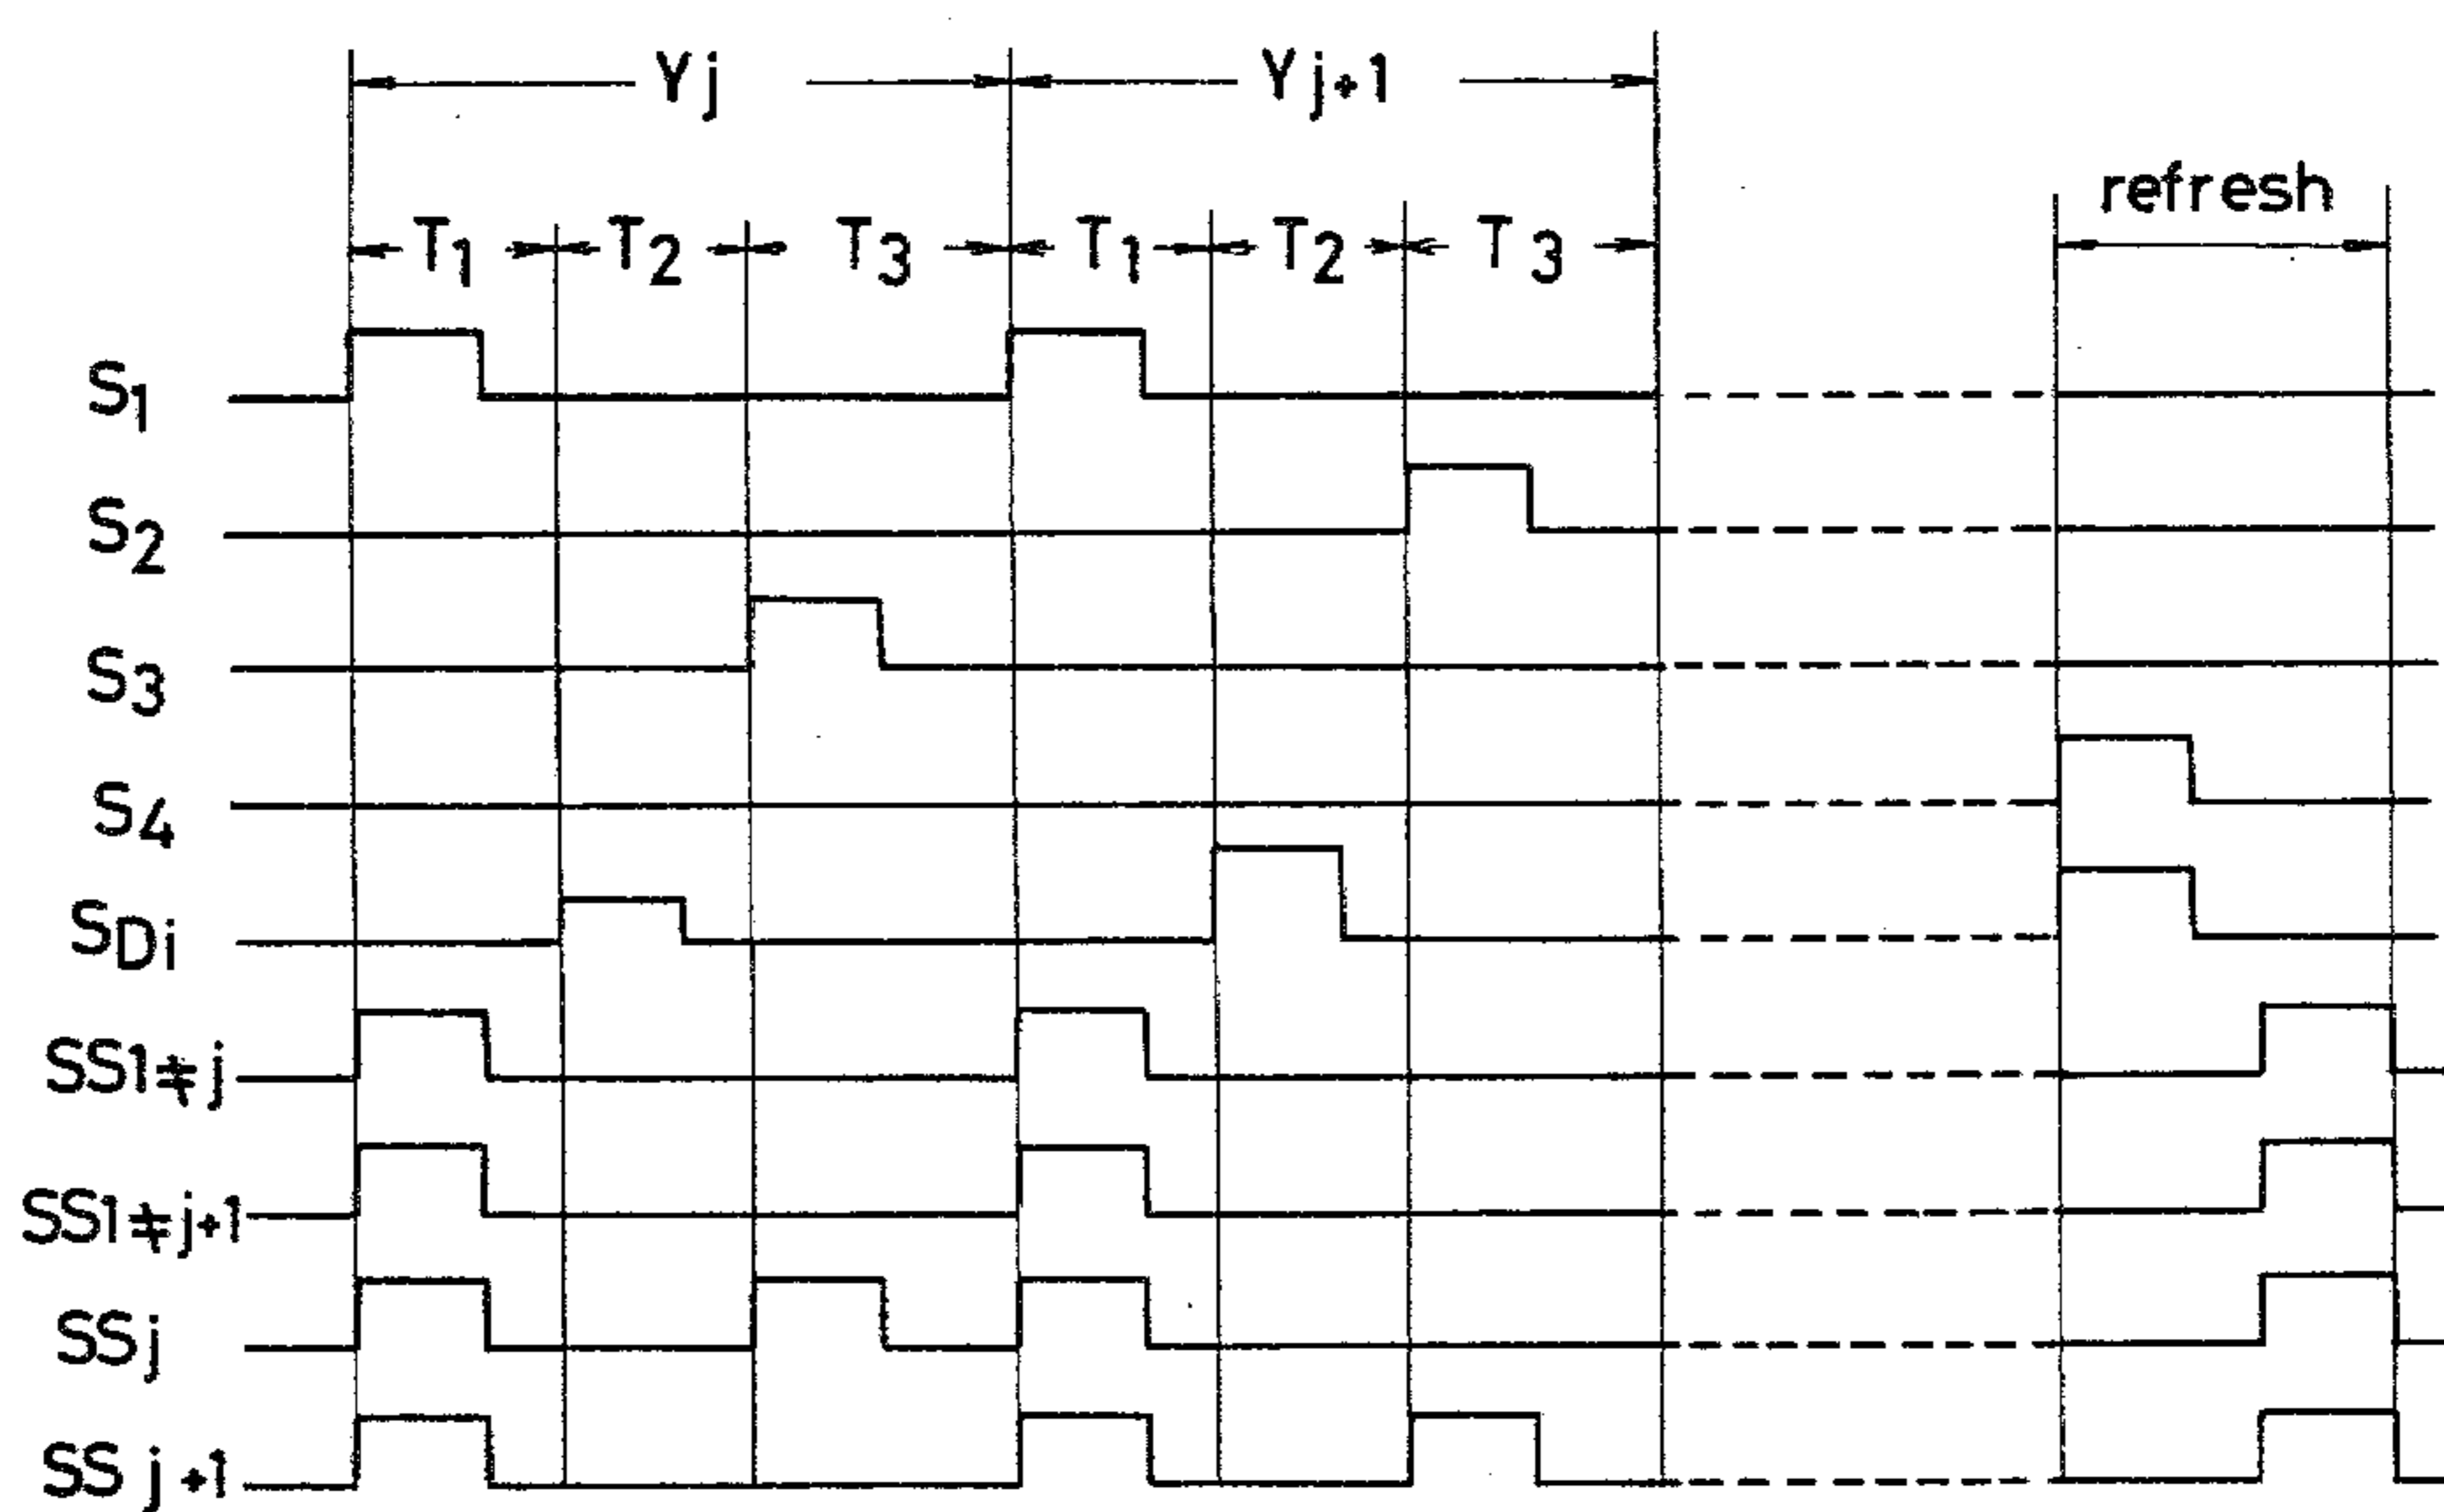 Yj Yj+1
refresh
T1 T2 T3 T1 T2 T3
S1
S2
S3
S4
SDi
SS1≠j
SS1≠j+1
SSj
SSj+1